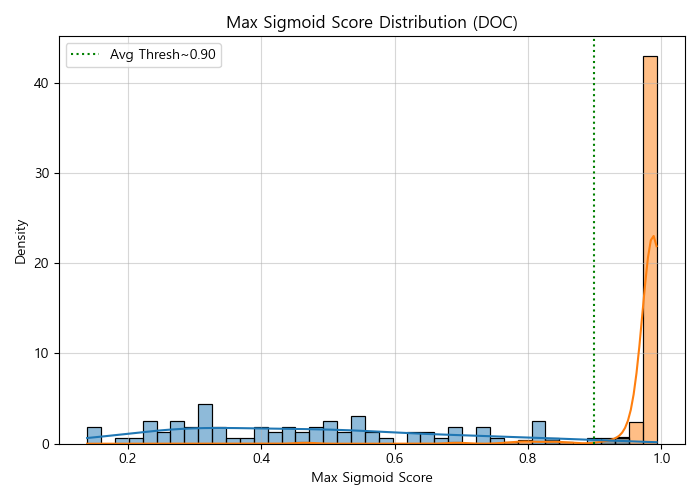 Max Sigmoid Score Distribution (DOC)
Avg Thresh~0.90
Density
40
30
20
10
0
0.2 0.4 0.6 0.8 1.0
Max Sigmoid Score